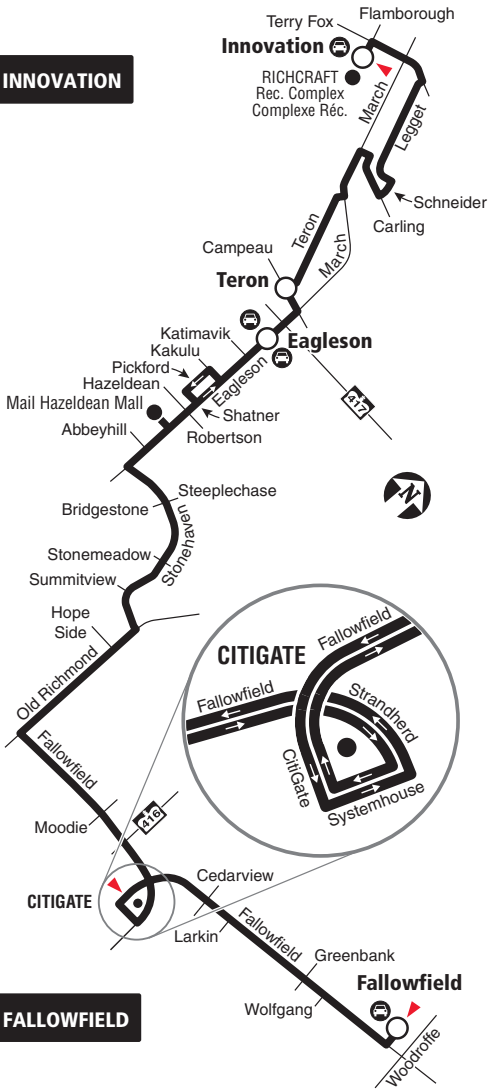 Flamborough
Terry Fox
Innovation
INNOVATION
RICHCRAFT
Rec. Complex
Complexe Réc.
March
Legget
Schneider
Carling
Teron
March
Campeau
Teron
Eagleson
Katimavik
Kakulu
Pickford
Hazeldean
Mail Hazeldean Mall
Eagleson
Shatner
Robertson
Abbeyhill
417
N
Steeplechase
Bridgestone
Stonehaven
Stonemeadow
Summitview
Hope
Side
Old Richmond
CITIGATE
Fallowfield
Fallowfield
Strandherd
CitiGate
Systemhouse
Fallowfield
Moodie
416
CITIGATE
Cedarview
Larkin
Fallowfield
Greenbank
Wolfgang
Fallowfield
FALLOWFIELD
Woodroffe